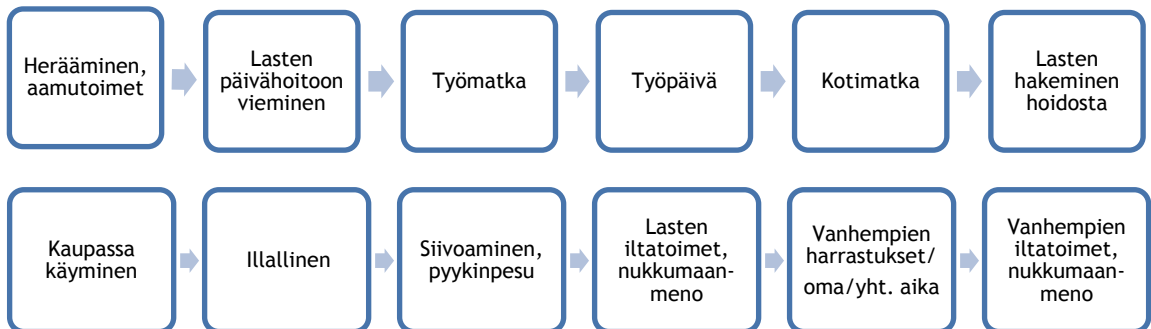 Herääminen,
aamutoimet
Lasten
päivähoitoon
vieminen
Työmatka
Työpäivä
Kotimatka
Lasten
hakeminen
hoidosta
Kaupassa
käyminen
Illallinen
Siivoaminen,
pyykinpesu
Lasten
iltatoimet,
nukkumaan-
meno
Vanhempien
harrastukset/
oma/yht. aika
Vanhempien
iltatoimet,
nukkumaan-
meno